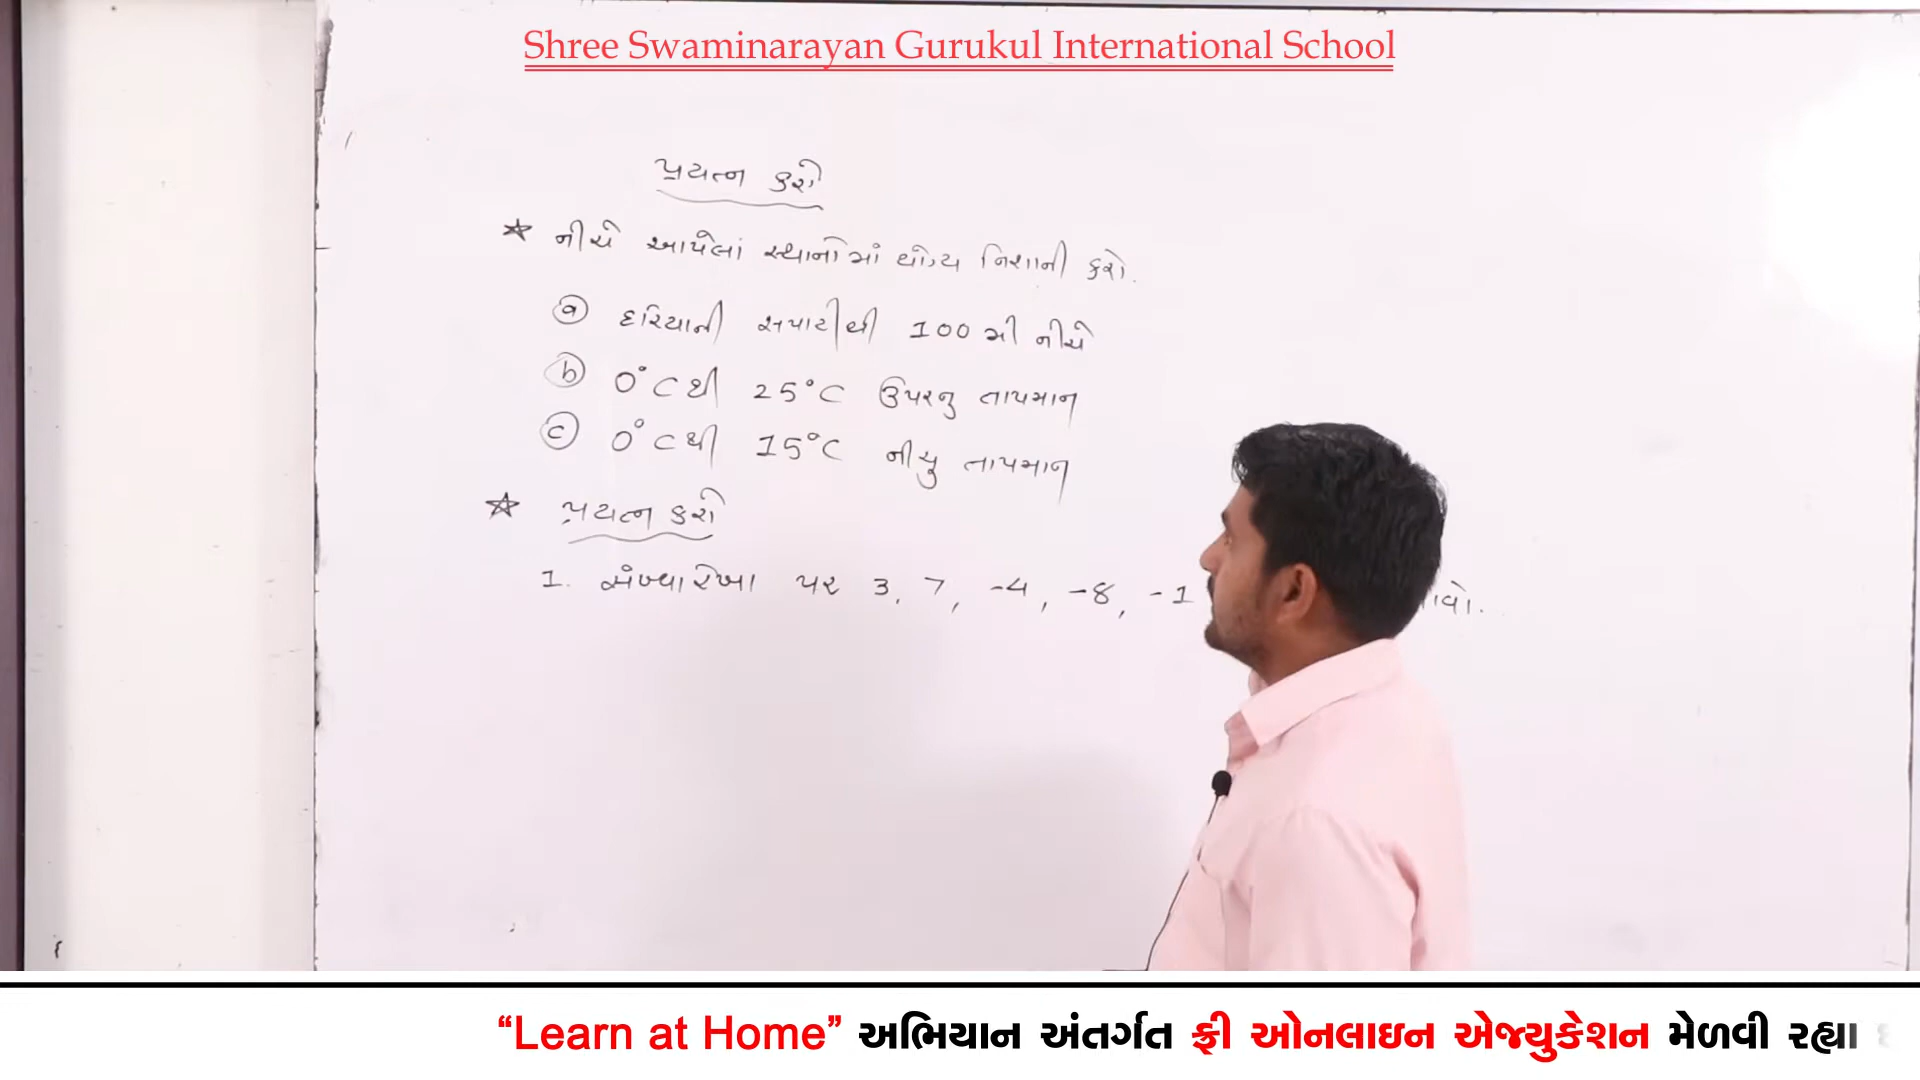 Shree Swaminarayan Gurukul International School
પ્રયત્ન કરો
★ નીચે આપેલાં સ્થાનોમાં યોગ્ય નિશાની કરો.
ⓐ દરિયાની સપાટીથી 100 મી નીચે
ⓑ 0°C થી 25°C ઉપરનુ તાપમાન
ⓒ 0°C થી 15°C નીચુ તાપમાન
★ પ્રયત્ન કરો
1. સંખ્યારેખા પર 3, 7, -4, -8, -1
“Learn at Home” અભિયાન અંતર્ગત ફ્રી ઓનલાઇન એજ્યુકેશન મેળવી રહ્યા